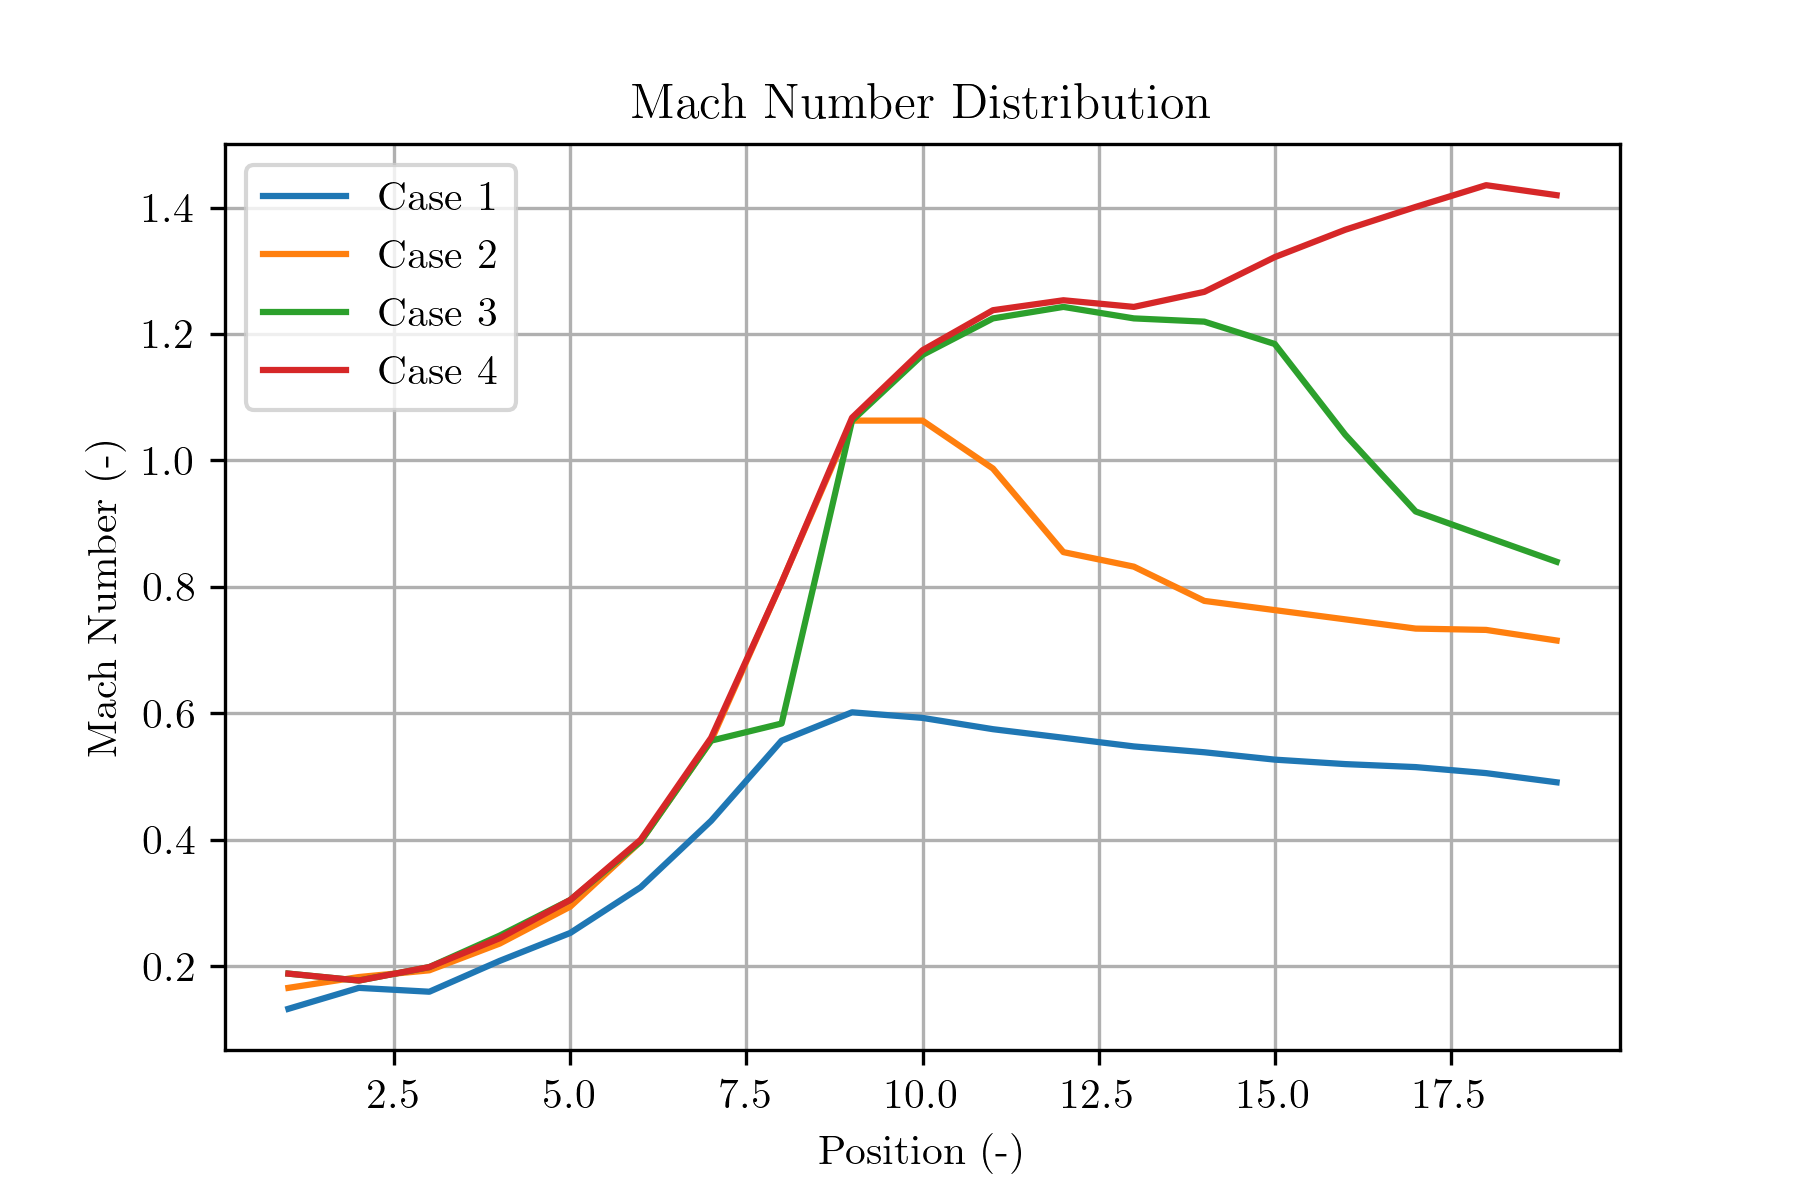 Mach Number Distribution
Case 1
Case 2
Case 3
Case 4
Mach Number (-)
1.4
1.2
1.0
0.8
0.6
0.4
0.2
2.5 5.0 7.5 10.0 12.5 15.0 17.5
Position (-)